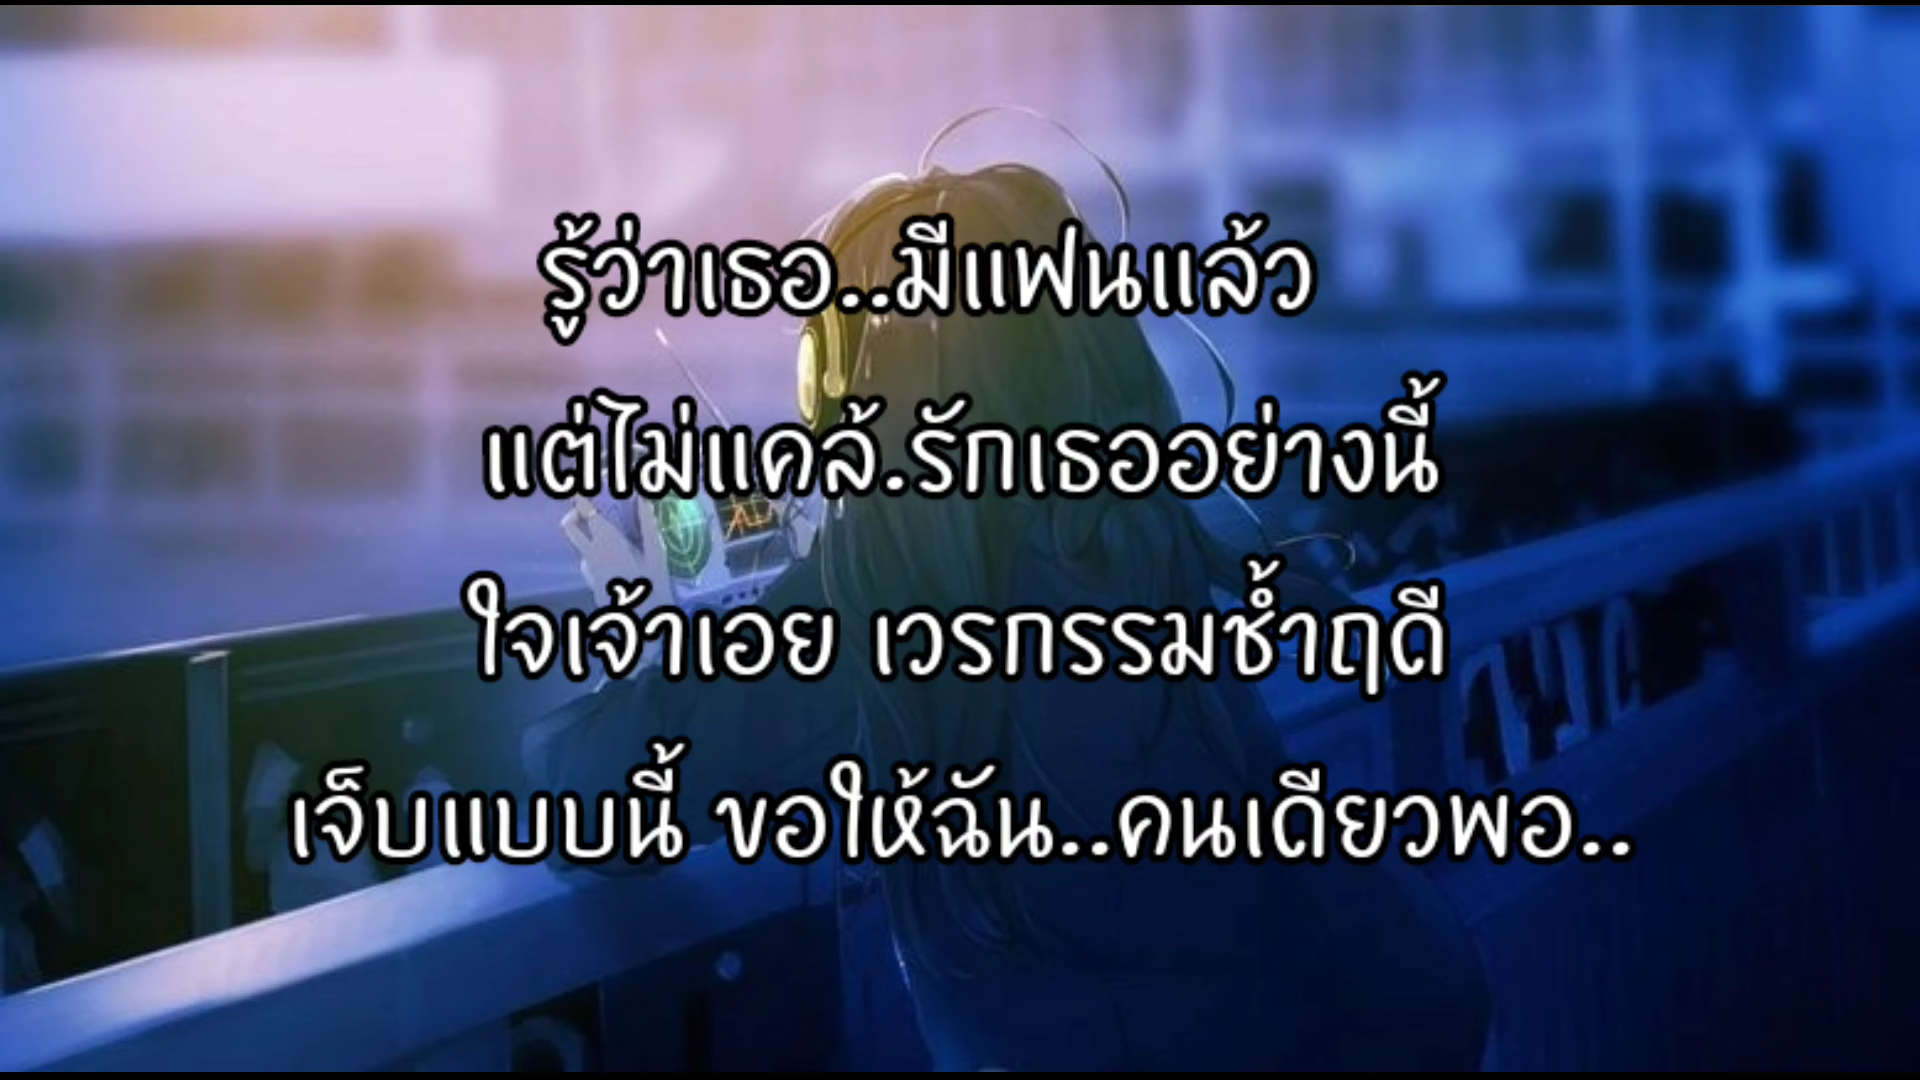 รู้ว่าเธอ..มีแฟนแล้ว
แต่ไม่แคล้.รักเธออย่างนี้
ใจเจ้าเอย เวรกรรมช้ำฤดี
เจ็บแบบนี้ ขอให้ฉัน..คนเดียวพอ..